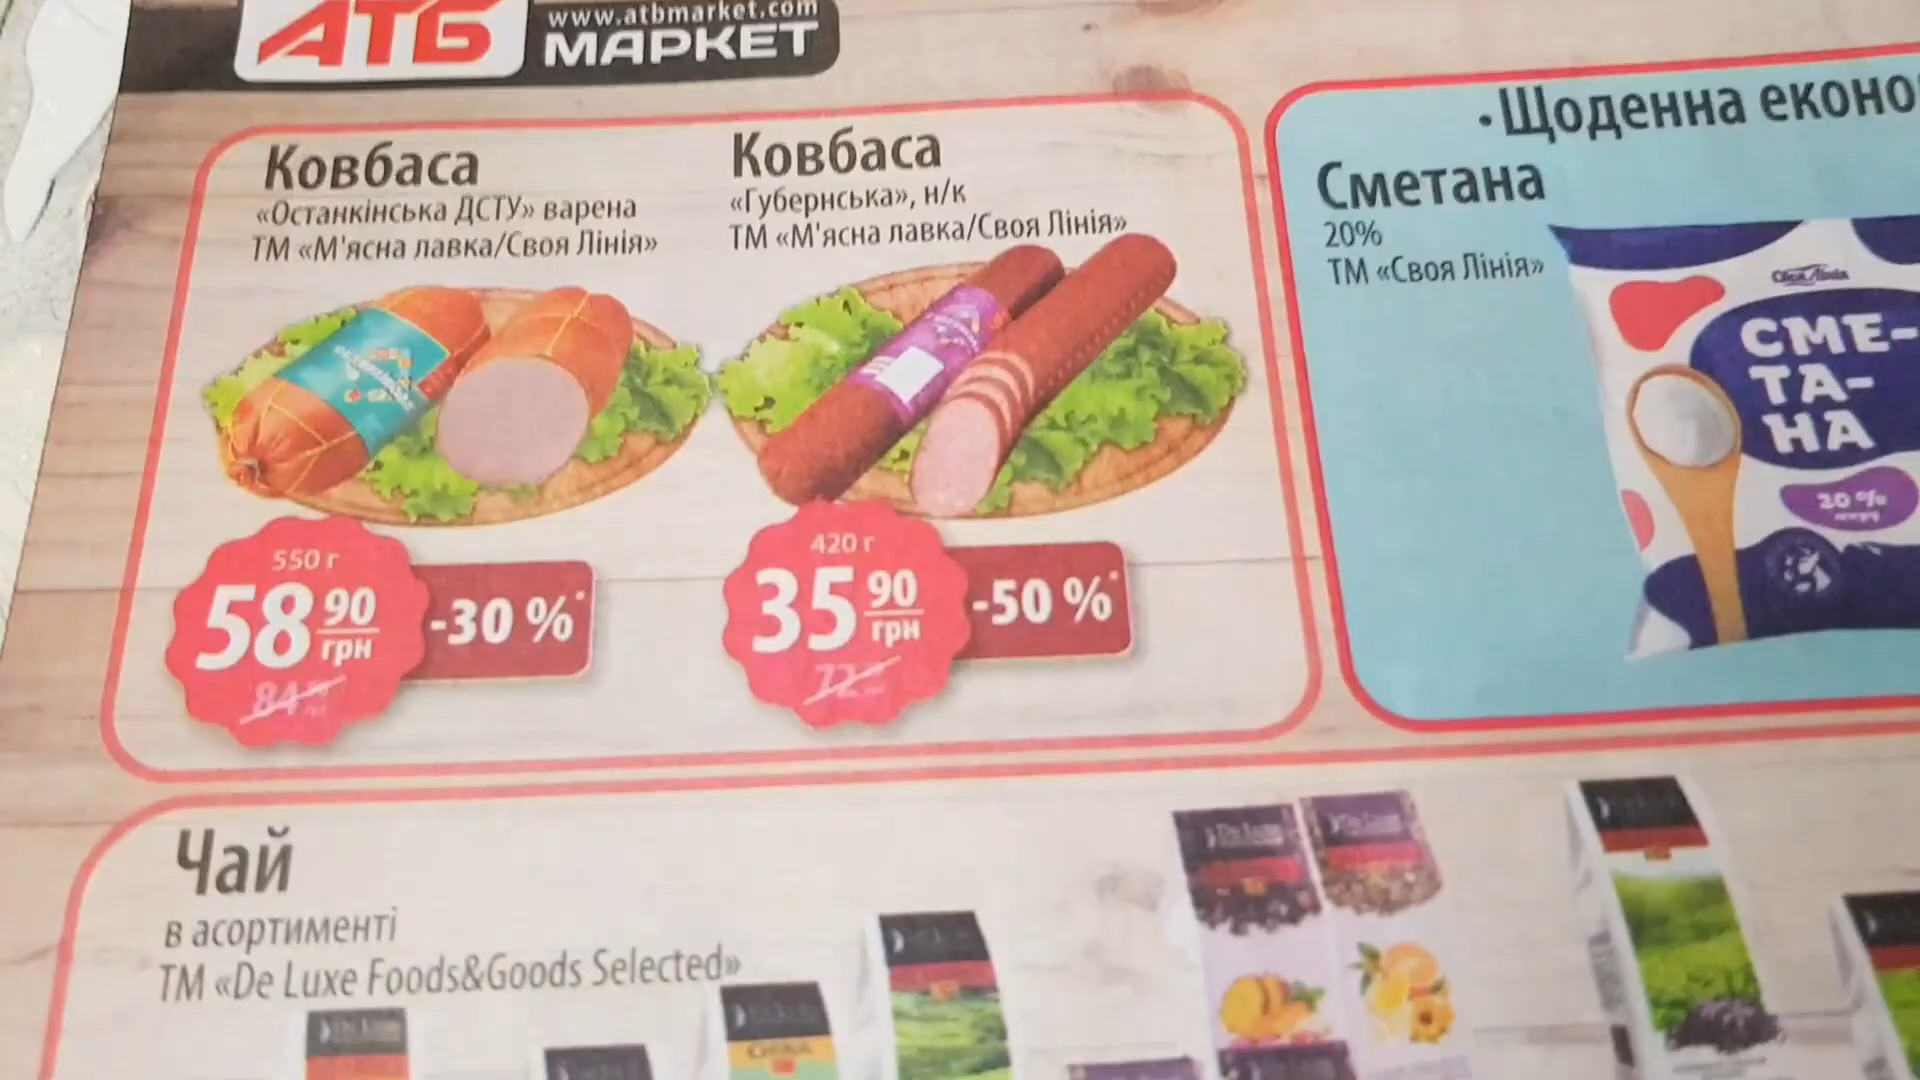 АТБ
www.atbmarket.com
МАРКЕТ
Ковбаса
«Останкінська ДСТУ» варена
ТМ «М'ясна лавка/Своя Лінія»
550 г
58 90
грн
84
-30 %*
Ковбаса
«Губернська», н/к
ТМ «М'ясна лавка/Своя Лінія»
420 г
35 90
грн
72
-50 %*
•Щоденна еконо
Сметана
20%
ТМ «Своя Лінія»
Своя Лінія
СМЕ-
ТА-
НА
20 %
Чай
в асортименті
ТМ «De Luxe Foods&Goods Selected»